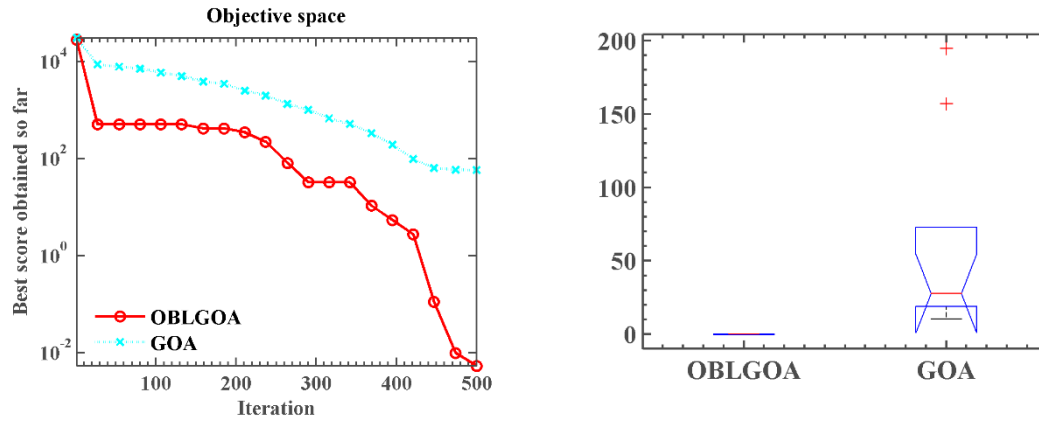 Objective space
Best score obtained so far
10^4
10^2
10^0
10^-2
OBLGOA
GOA
100 200 300 400 500
Iteration
200
150
100
50
0
OBLGOA GOA